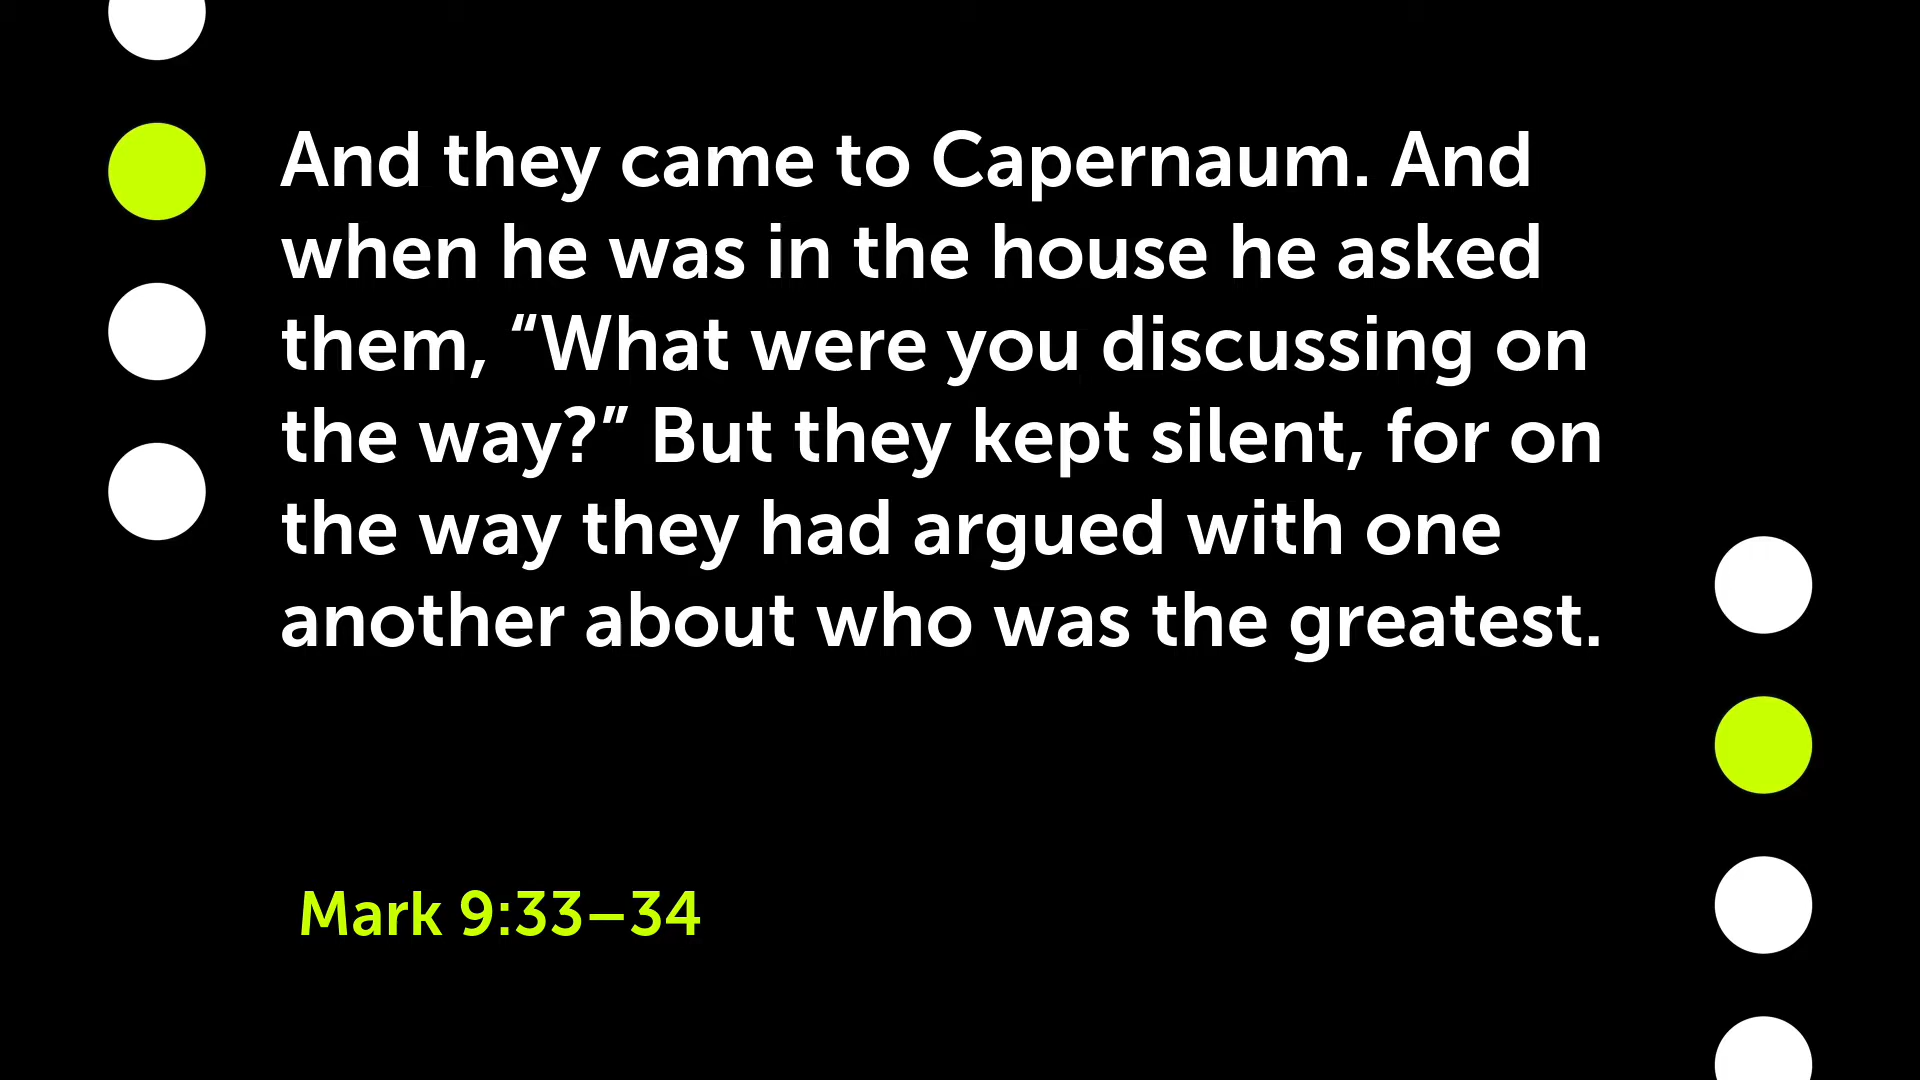 And they came to Capernaum. And
when he was in the house he asked
them, “What were you discussing on
the way?” But they kept silent, for on
the way they had argued with one
another about who was the greatest.
Mark 9:33–34